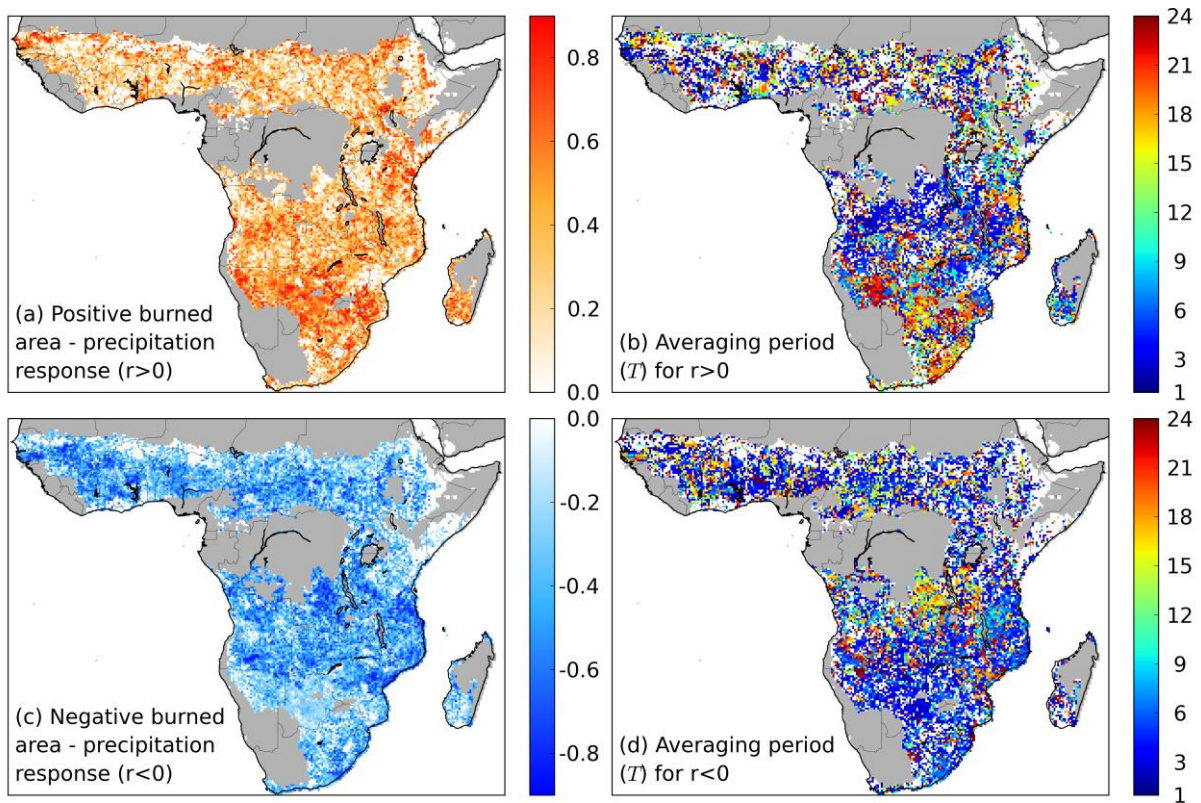 (a) Positive burned
area - precipitation
response (r>0)
0.8
0.6
0.4
0.2
0.0
(b) Averaging period
(T) for r>0
24
21
18
15
12
9
6
3
1
(c) Negative burned
area - precipitation
response (r<0)
0.0
-0.2
-0.4
-0.6
-0.8
(d) Averaging period
(T) for r<0
24
21
18
15
12
9
6
3
1